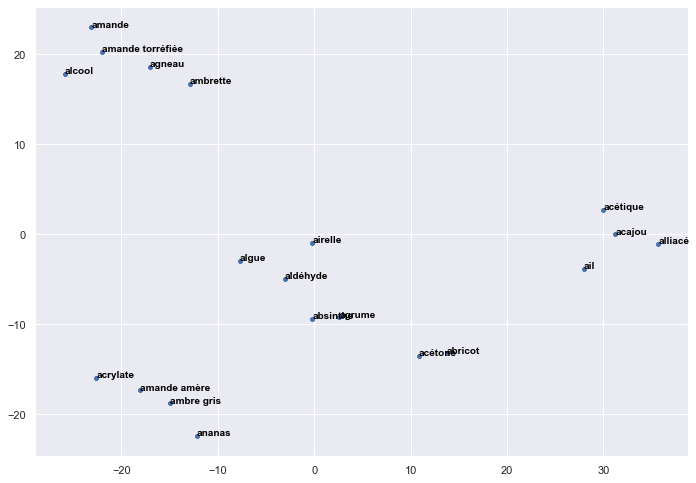 amande
20
amande torréfiée
alcool
agneau
ambrette
10
acétique
0
airelle
acajou
alliacé
algue
ail
aldéhyde
absinthe
agrume
−10
acétone
abricot
acrylate
amande amère
ambre gris
−20
ananas
−20
−10
0
10
20
30